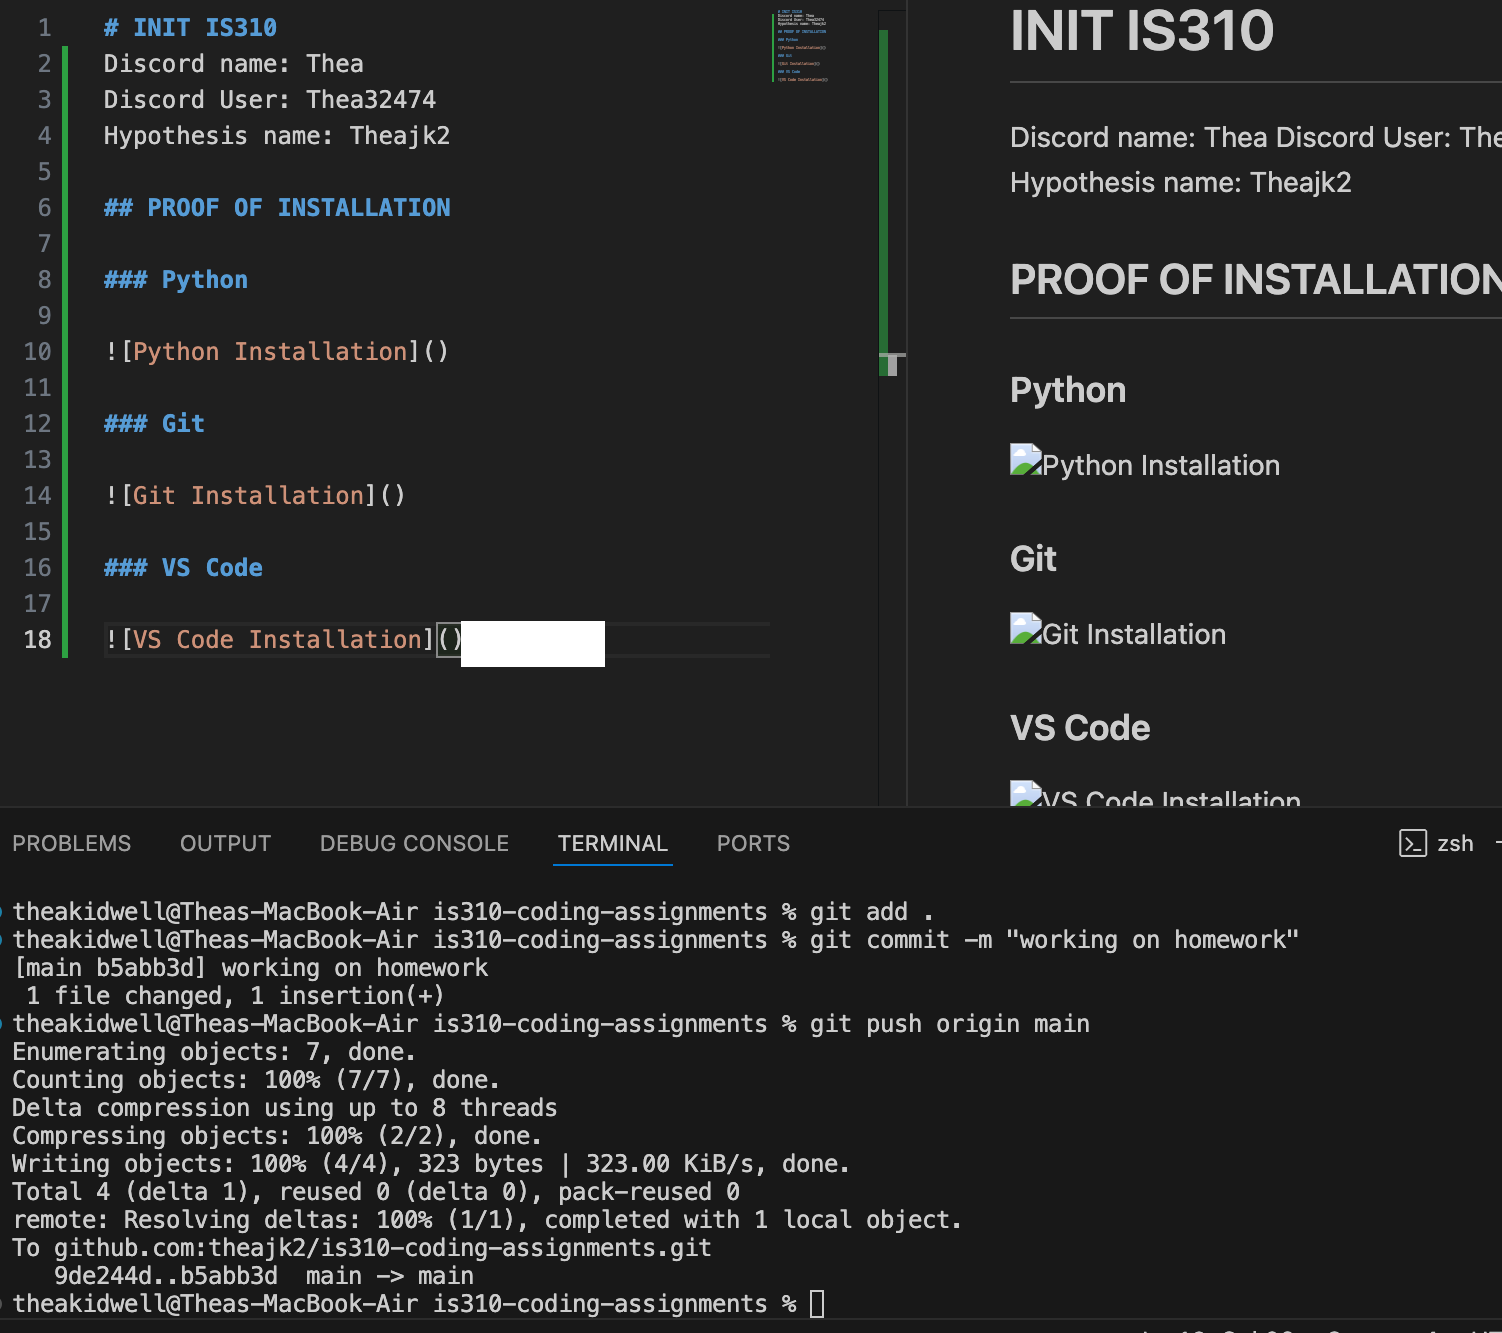 1 # INIT IS310
2 Discord name: Thea
3 Discord User: Thea32474
4 Hypothesis name: Theajk2
5
6 ## PROOF OF INSTALLATION
7
8 ### Python
9
10 ![Python Installation]()
11
12 ### Git
13
14 ![Git Installation]()
15
16 ### VS Code
17
18 ![VS Code Installation]()
INIT IS310
Discord name: Thea Discord User: The
Hypothesis name: Theajk2
PROOF OF INSTALLATION
Python
Python Installation
Git
Git Installation
VS Code
VS Code Installation
PROBLEMS OUTPUT DEBUG CONSOLE TERMINAL PORTS zsh
theakidwell@Theas-MacBook-Air is310-coding-assignments % git add .
theakidwell@Theas-MacBook-Air is310-coding-assignments % git commit -m "working on homework"
[main b5abb3d] working on homework
1 file changed, 1 insertion(+)
theakidwell@Theas-MacBook-Air is310-coding-assignments % git push origin main
Enumerating objects: 7, done.
Counting objects: 100% (7/7), done.
Delta compression using up to 8 threads
Compressing objects: 100% (2/2), done.
Writing objects: 100% (4/4), 323 bytes | 323.00 KiB/s, done.
Total 4 (delta 1), reused 0 (delta 0), pack-reused 0
remote: Resolving deltas: 100% (1/1), completed with 1 local object.
To github.com:theajk2/is310-coding-assignments.git
9de244d..b5abb3d main -> main
theakidwell@Theas-MacBook-Air is310-coding-assignments %